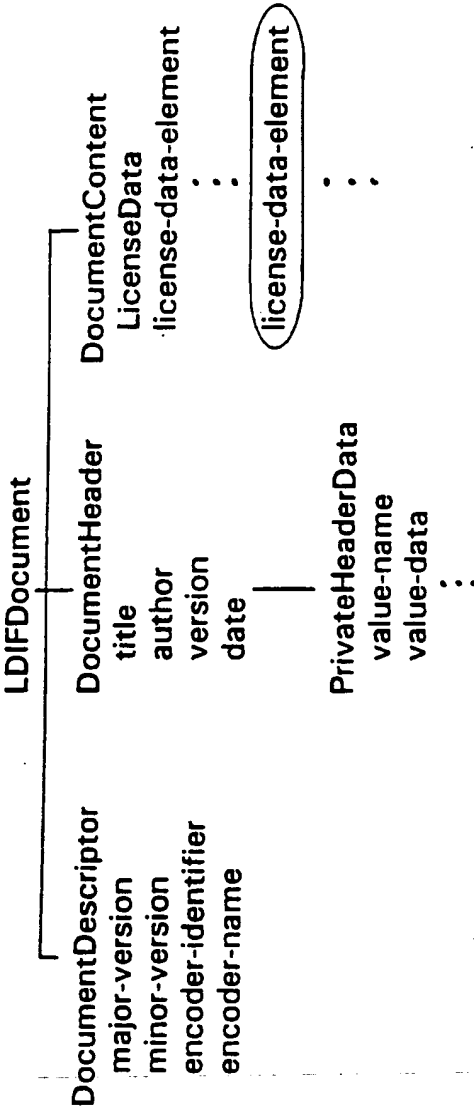 LDIFDocument
DocumentDescriptor
major-version
minor-version
encoder-identifier
encoder-name
DocumentHeader
title
author
version
date
PrivateHeaderData
value-name
value-data
DocumentContent
LicenseData
license-data-element
license-data-element